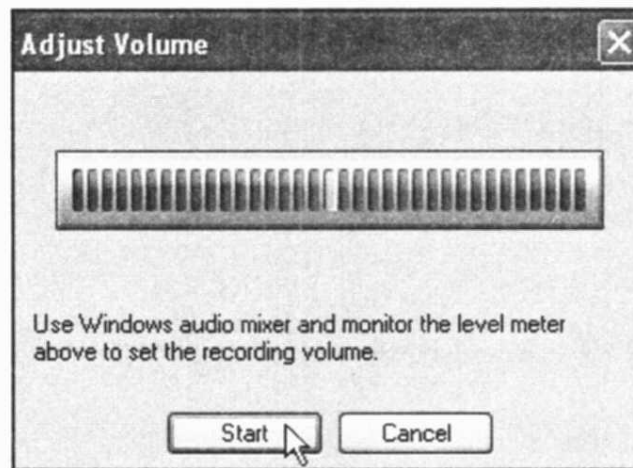 Adjust Volume
Use Windows audio mixer and monitor the level meter
above to set the recording volume.
Start
Cancel